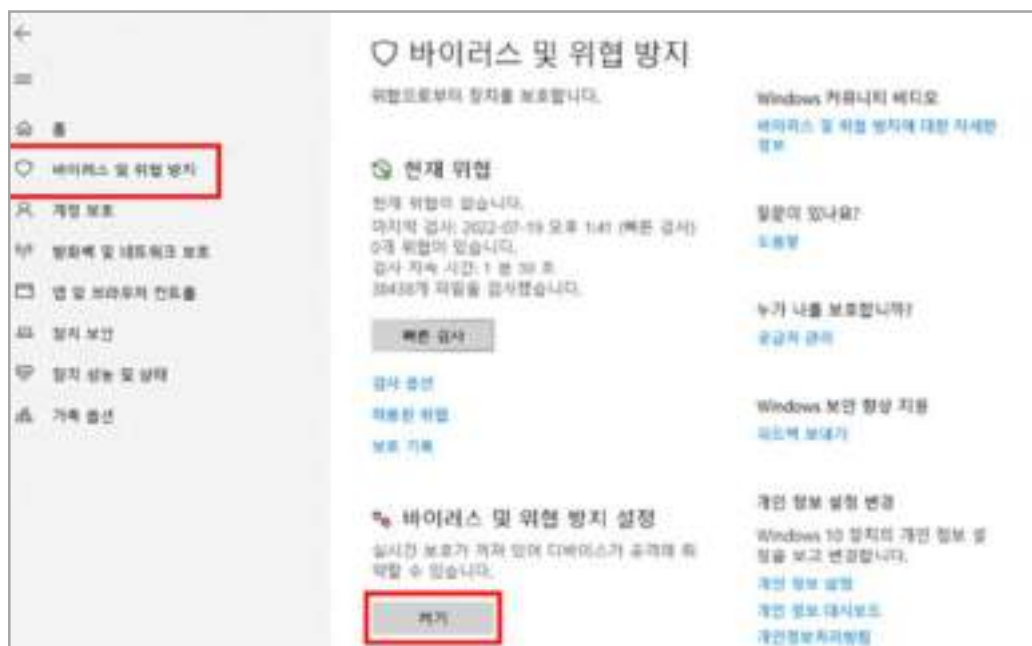 홈
바이러스 및 위협 방지
계정 보호
방화벽 및 네트워크 보호
앱 및 브라우저 컨트롤
장치 보안
장치 성능 및 상태
가족 옵션
바이러스 및 위협 방지
위협으로부터 장치를 보호합니다.
현재 위협
현재 위협이 없습니다.
마지막 검사: 2022-07-19 오후 1:41 (빠른 검사)
0개 위협이 있습니다.
검사 지속 시간: 1 분 초
파일을 검사했습니다.
빠른 검사
검사 옵션
허용된 위협
보호 기록
바이러스 및 위협 방지 설정
실시간 보호가 꺼져 있어 디바이스가 공격에 취
약할 수 있습니다.
켜기
Windows 커뮤니티 비디오
바이러스 및 위협 방지에 대한 자세한
정보
질문이 있나요?
도움말
누가 나를 보호합니까?
공급자 관리
Windows 보안 향상 지원
피드백 보내기
개인 정보 설정 변경
Windows 10 장치의 개인 정보 설
정을 보고 변경합니다.
개인 정보 설정
개인 정보 대시보드
개인정보처리방침